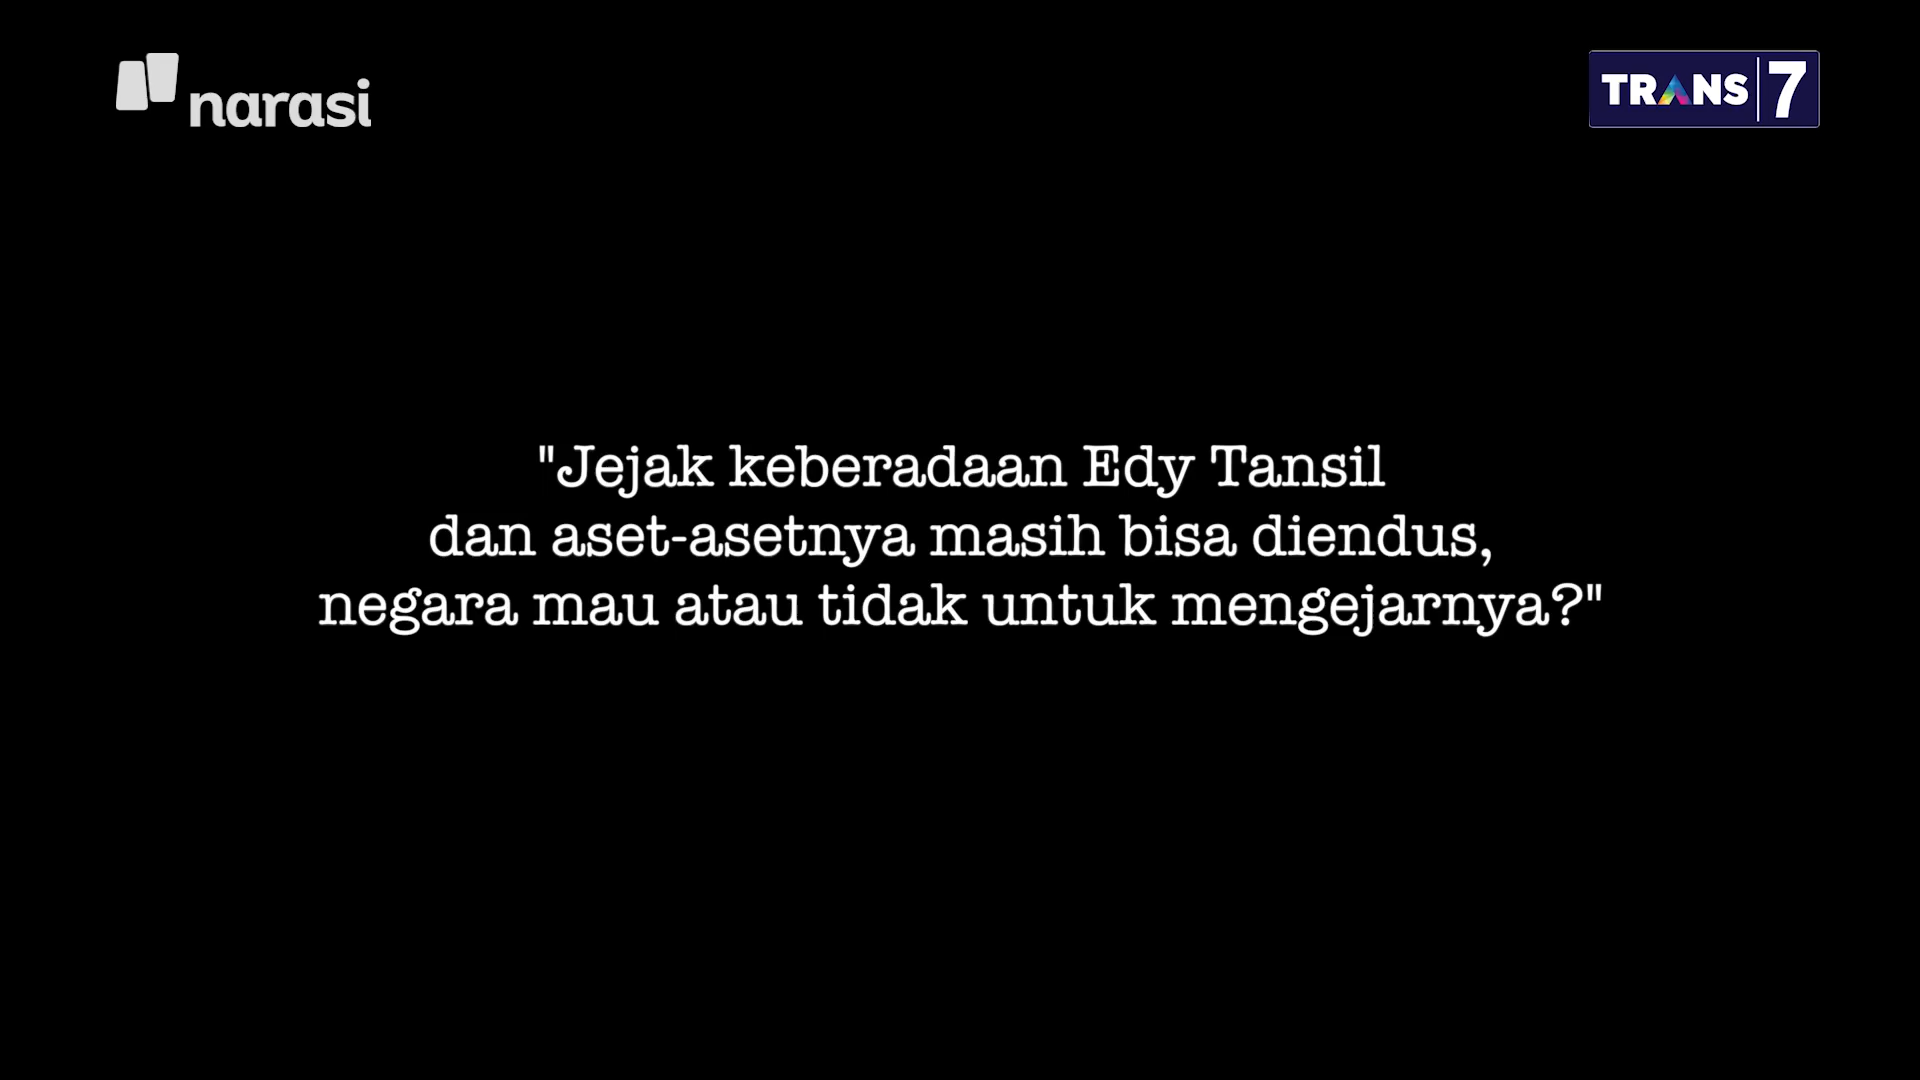 narasi
TRANS 7
"Jejak keberadaan Edy Tansil
dan aset-asetnya masih bisa diendus,
negara mau atau tidak untuk mengejarnya?"